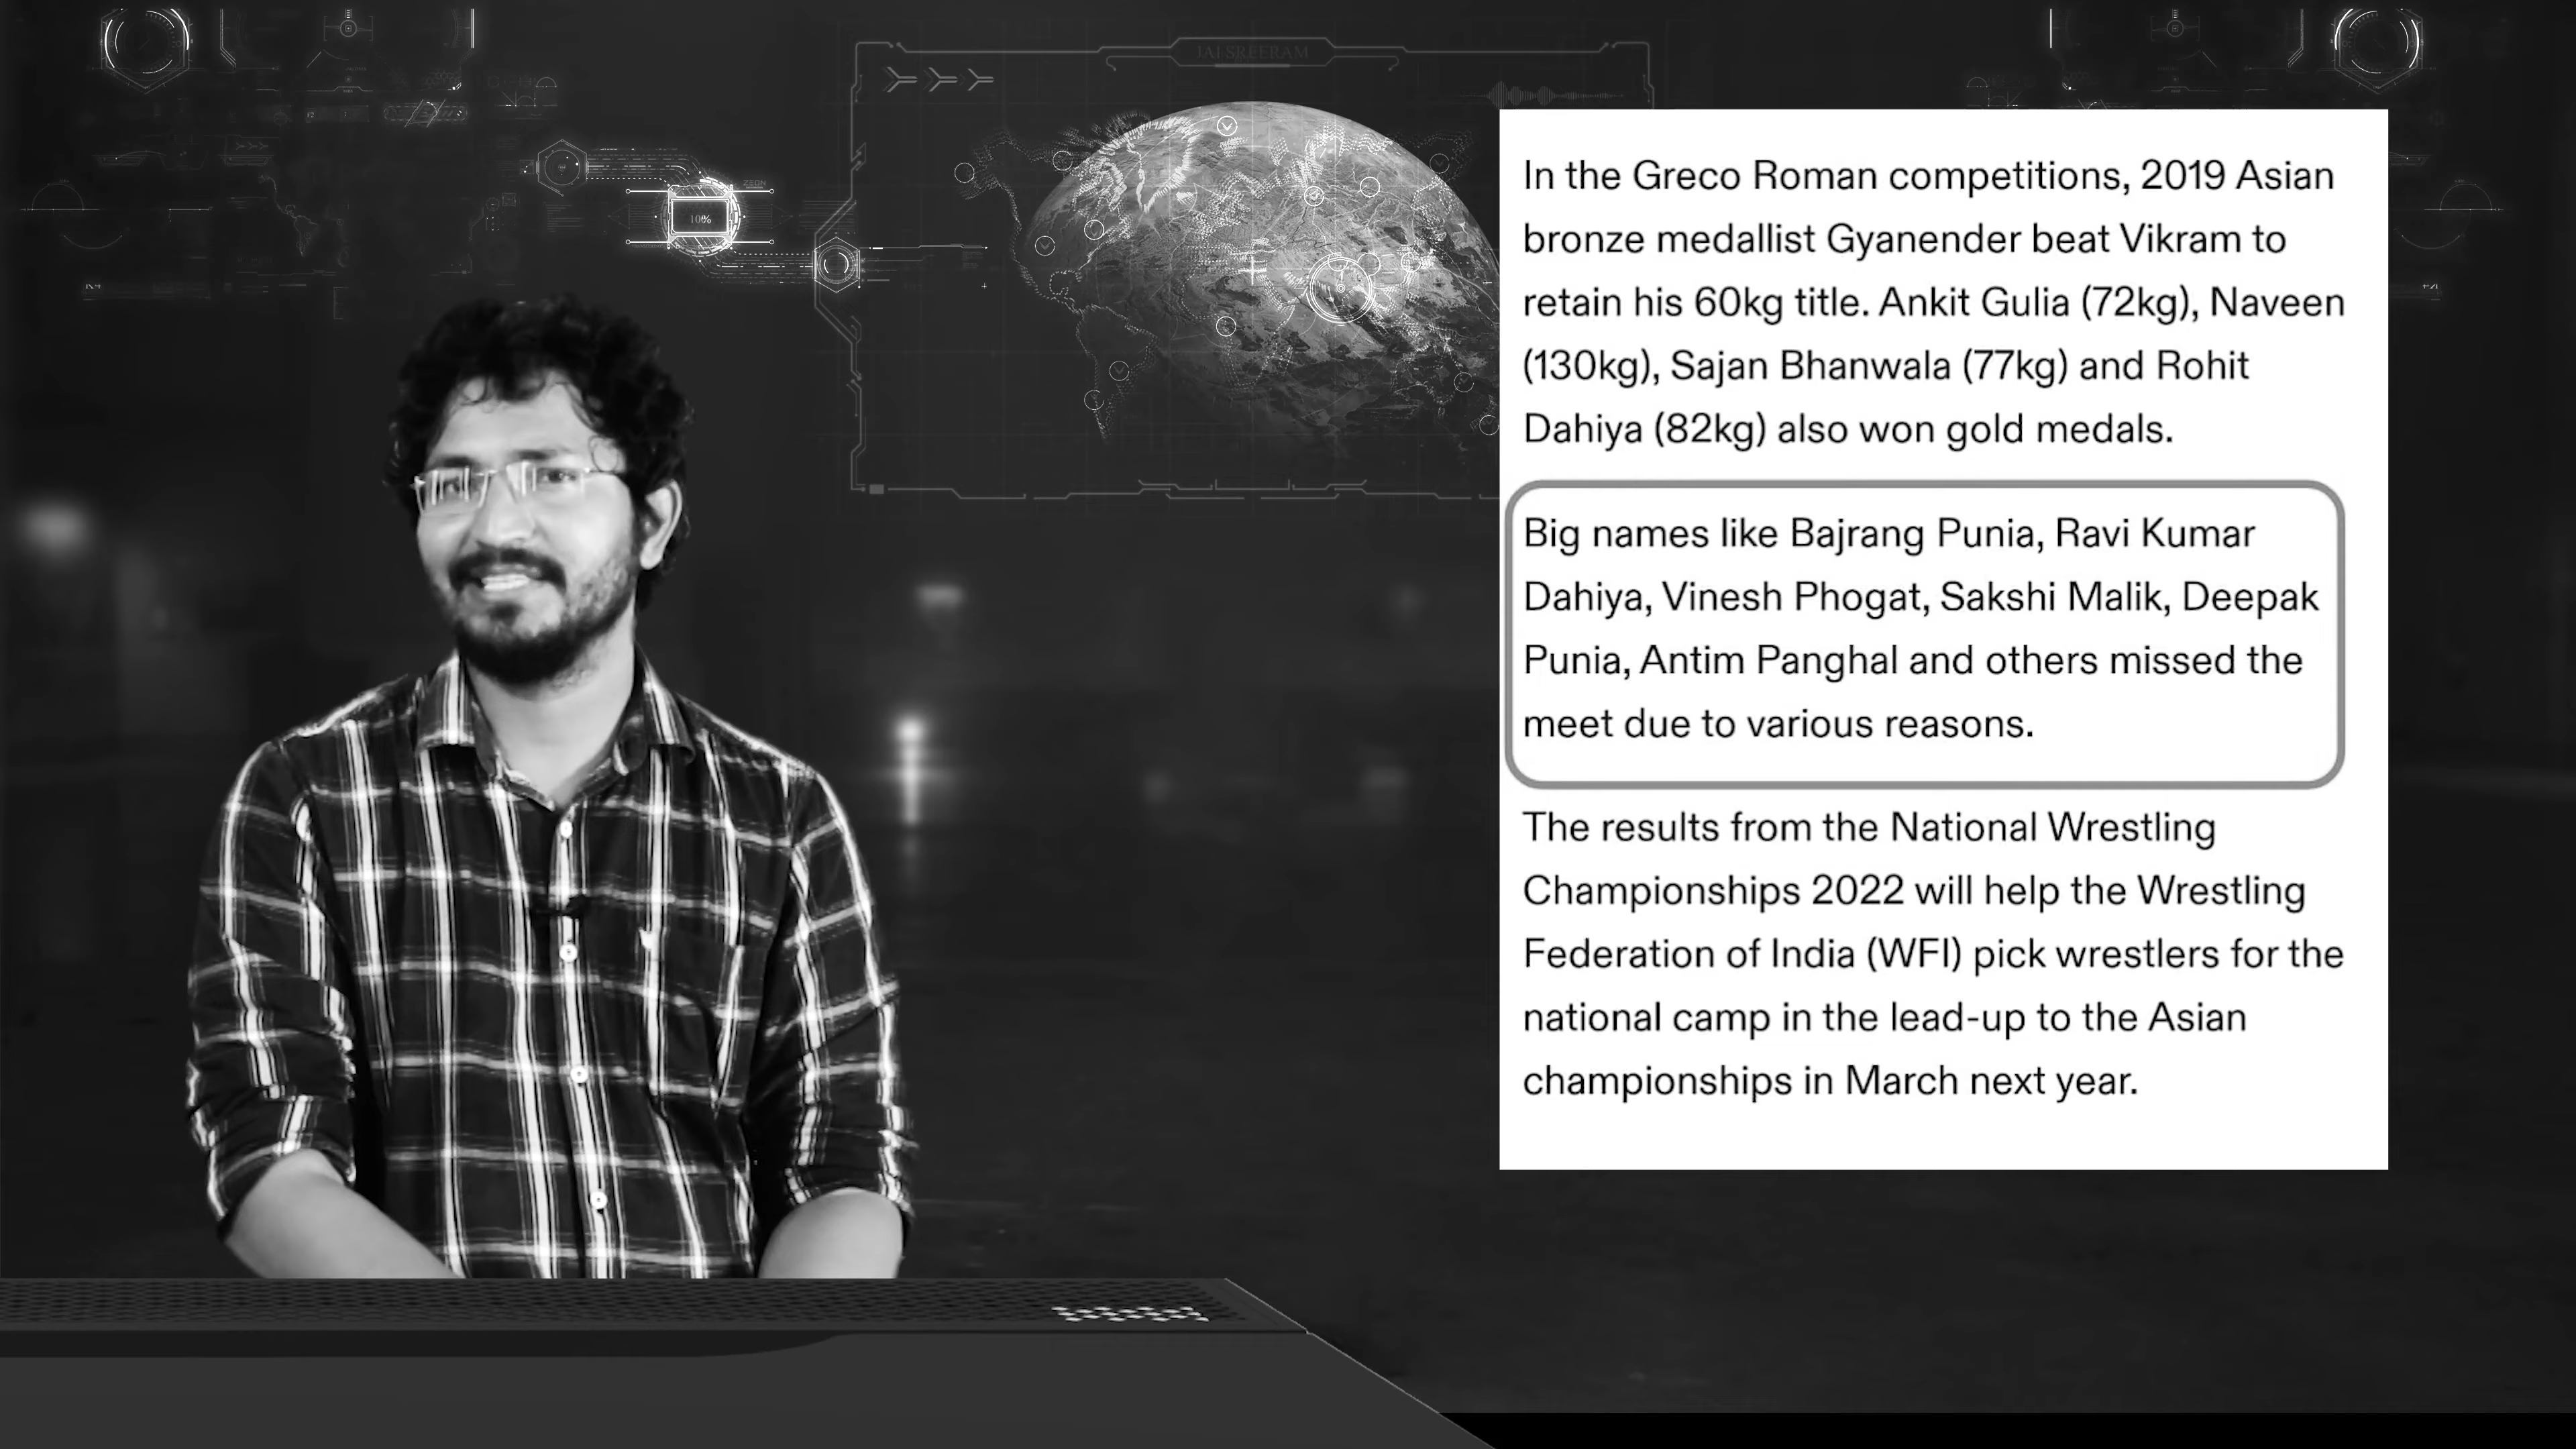 JAI SREERAM
10%
In the Greco Roman competitions, 2019 Asian
bronze medallist Gyanender beat Vikram to
retain his 60kg title. Ankit Gulia (72kg), Naveen
(130kg), Sajan Bhanwala (77kg) and Rohit
Dahiya (82kg) also won gold medals.
Big names like Bajrang Punia, Ravi Kumar
Dahiya, Vinesh Phogat, Sakshi Malik, Deepak
Punia, Antim Panghal and others missed the
meet due to various reasons.
The results from the National Wrestling
Championships 2022 will help the Wrestling
Federation of India (WFI) pick wrestlers for the
national camp in the lead-up to the Asian
championships in March next year.